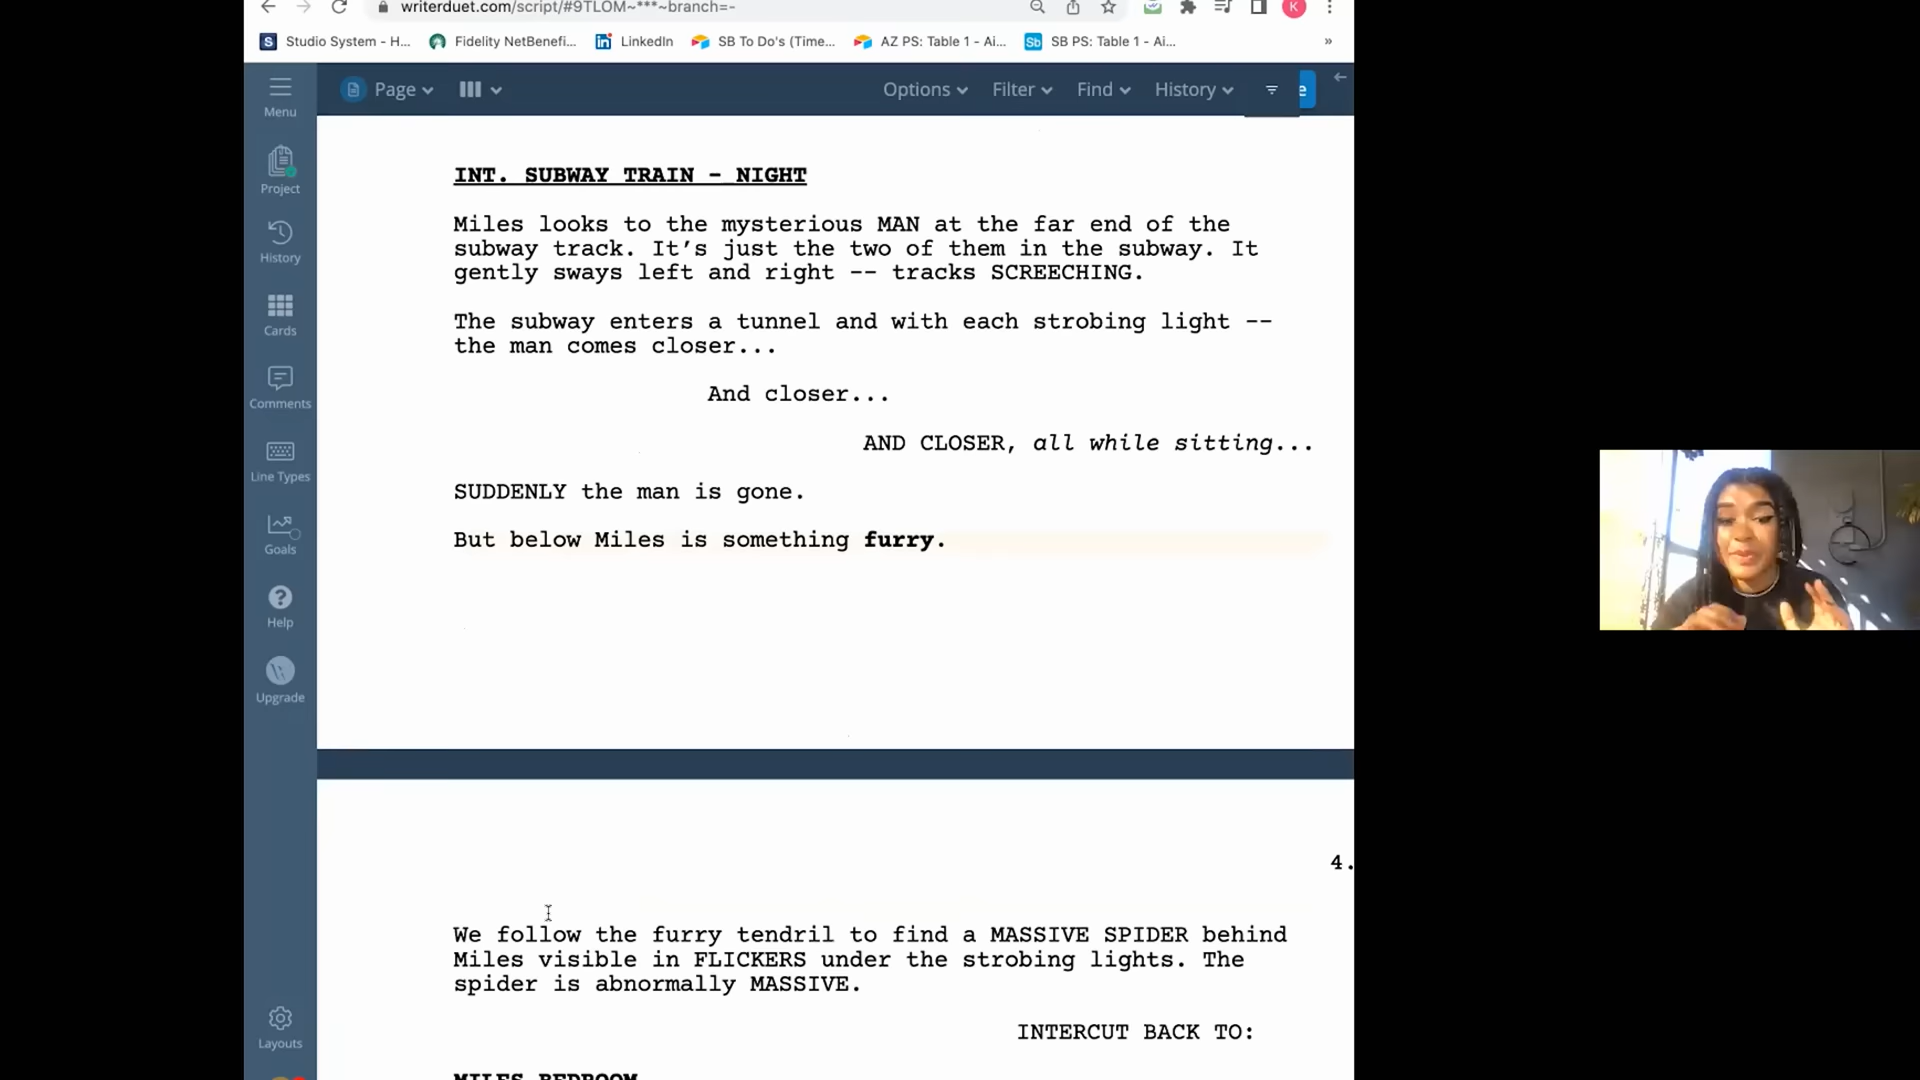 writerduet.com/script/#9TLOM~***~branch=-
K
Studio System - H...
Fidelity NetBenefi...
LinkedIn
SB To Do's (Time...
AZ PS: Table 1 - Ai...
SB PS: Table 1 - Ai...
»
Menu
Page
Options
Filter
Find
History
e
Project
History
Cards
Comments
Line Types
Goals
Help
Upgrade
Layouts
INT. SUBWAY TRAIN - NIGHT
Miles looks to the mysterious MAN at the far end of the
subway track. It’s just the two of them in the subway. It
gently sways left and right -- tracks SCREECHING.
The subway enters a tunnel and with each strobing light --
the man comes closer...
And closer...
AND CLOSER, all while sitting...
SUDDENLY the man is gone.
But below Miles is something furry.
4.
We follow the furry tendril to find a MASSIVE SPIDER behind
Miles visible in FLICKERS under the strobing lights. The
spider is abnormally MASSIVE.
INTERCUT BACK TO:
MILES BEDROOM